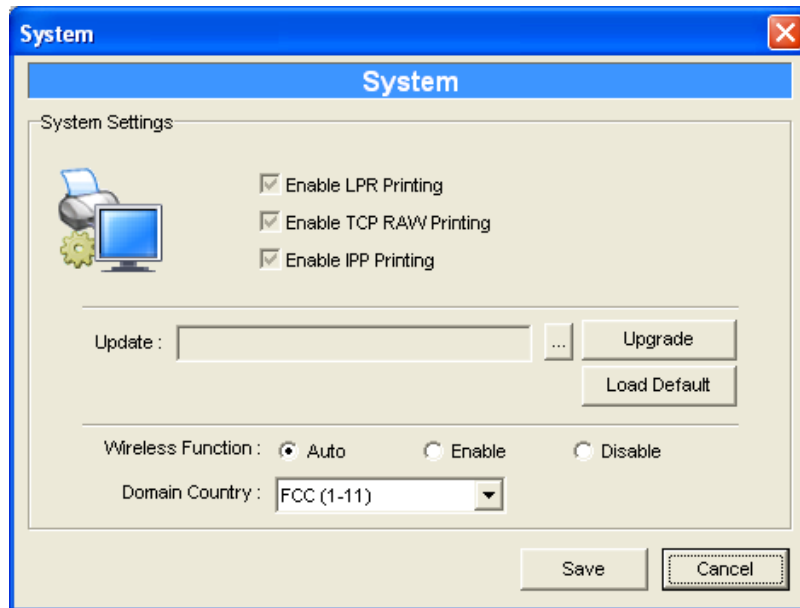 System
System
System Settings
Enable LPR Printing
Enable TCP RAW Printing
Enable IPP Printing
Update : ... Upgrade
Load Default
Wireless Function : Auto Enable Disable
Domain Country : FCC (1-11)
Save Cancel